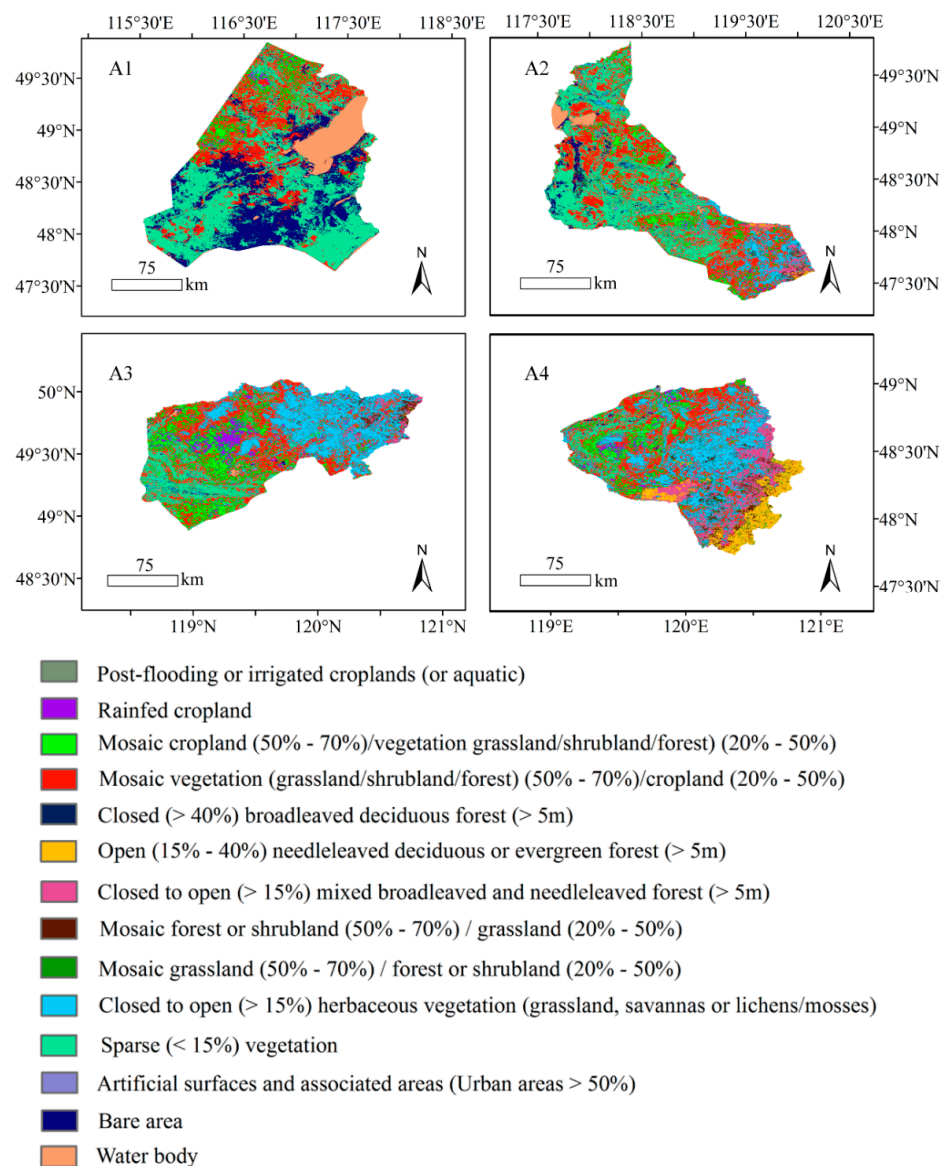 115°30'E 116°30'E 117°30'E 118°30'E
117°30'E 118°30'E 119°30'E 120°30'E
A1
49°30'N
49°N
48°30'N
48°N
47°30'N
75
km
N
A2
49°30'N
49°N
48°30'N
48°N
47°30'N
75
km
N
A3
50°N
49°30'N
49°N
48°30'N
75
km
N
119°N 120°N 121°N
A4
49°N
48°30'N
48°N
47°30'N
75
km
N
119°E 120°E 121°E
Post-flooding or irrigated croplands (or aquatic)
Rainfed cropland
Mosaic cropland (50% - 70%)/vegetation grassland/shrubland/forest) (20% - 50%)
Mosaic vegetation (grassland/shrubland/forest) (50% - 70%)/cropland (20% - 50%)
Closed (> 40%) broadleaved deciduous forest (> 5m)
Open (15% - 40%) needleleaved deciduous or evergreen forest (> 5m)
Closed to open (> 15%) mixed broadleaved and needleleaved forest (> 5m)
Mosaic forest or shrubland (50% - 70%) / grassland (20% - 50%)
Mosaic grassland (50% - 70%) / forest or shrubland (20% - 50%)
Closed to open (> 15%) herbaceous vegetation (grassland, savannas or lichens/mosses)
Sparse (< 15%) vegetation
Artificial surfaces and associated areas (Urban areas > 50%)
Bare area
Water body